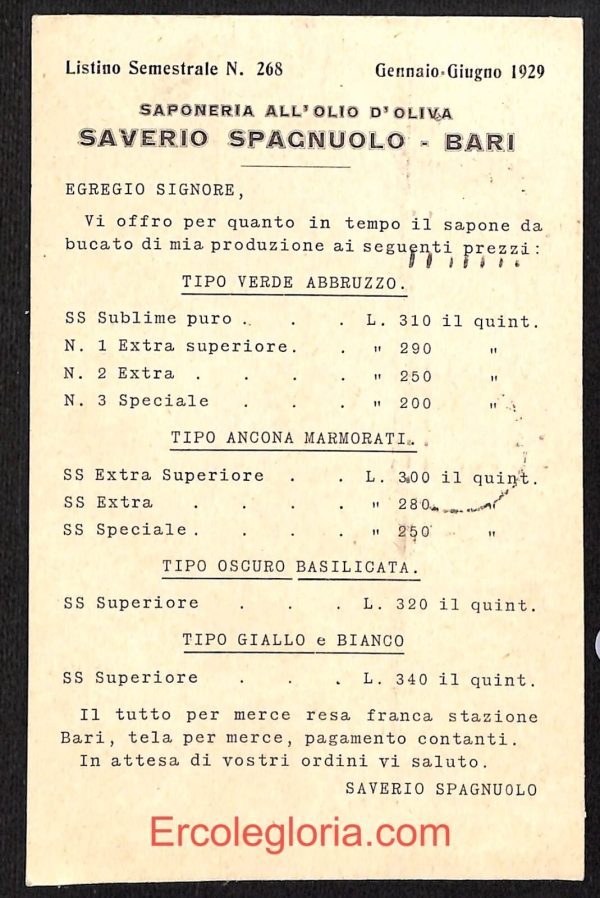 Listino Semestrale N. 268 Gennaio-Giugno 1929
SAPONERIA ALL'OLIO D'OLIVA
SAVERIO SPAGNUOLO - BARI
EGREGIO SIGNORE,
Vi offro per quanto in tempo il sapone da
bucato di mia produzione ai seguenti prezzi:
TIPO VERDE ABBRUZZO.
SS Sublime puro . . . L. 310 il quint.
N. 1 Extra superiore. . " 290 "
N. 2 Extra . . . . " 250 "
N. 3 Speciale . . . " 200 "
TIPO ANCONA MARMORATI.
SS Extra Superiore . . L. 300 il quint.
SS Extra . . . . " 280 "
SS Speciale . . . . " 250 "
TIPO OSCURO BASILICATA.
SS Superiore . . . L. 320 il quint.
TIPO GIALLO e BIANCO
SS Superiore . . . L. 340 il quint.
Il tutto per merce resa franca stazione
Bari, tela per merce, pagamento contanti.
In attesa di vostri ordini vi saluto.
SAVERIO SPAGNUOLO
Ercolegloria.com